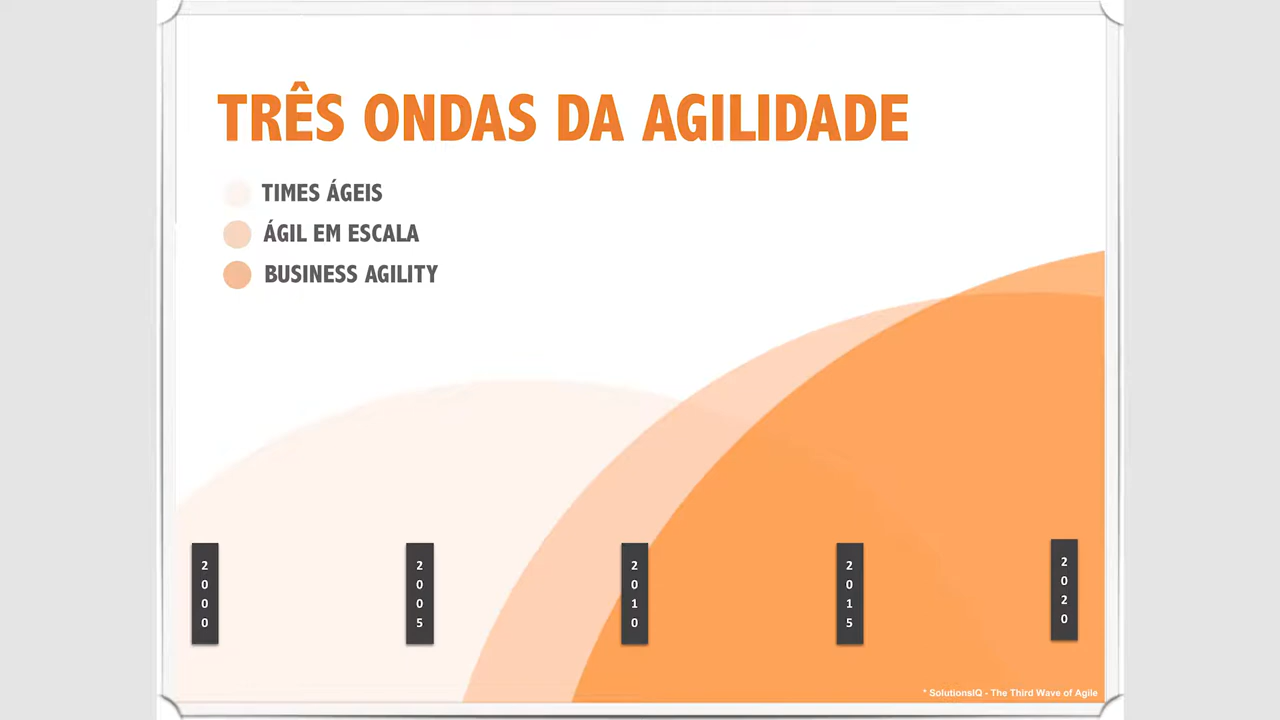 TRÊS ONDAS DA AGILIDADE
TIMES ÁGEIS
ÁGIL EM ESCALA
BUSINESS AGILITY
2000
2005
2010
2015
2020
* SolutionsIQ - The Third Wave of Agile